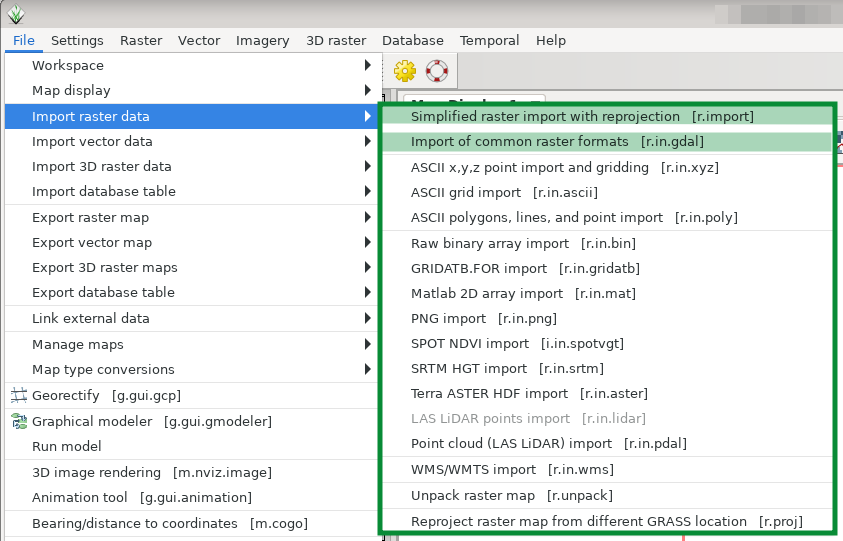 File Settings Raster Vector Imagery 3D raster Database Temporal Help
Workspace
Map display
Import raster data
Import vector data
Import 3D raster data
Import database table
Export raster map
Export vector map
Export 3D raster maps
Export database table
Link external data
Manage maps
Map type conversions
Georectify [g.gui.gcp]
Graphical modeler [g.gui.gmodeler]
Run model
3D image rendering [m.nviz.image]
Animation tool [g.gui.animation]
Bearing/distance to coordinates [m.cogo]
Simplified raster import with reprojection [r.import]
Import of common raster formats [r.in.gdal]
ASCII x,y,z point import and gridding [r.in.xyz]
ASCII grid import [r.in.ascii]
ASCII polygons, lines, and point import [r.in.poly]
Raw binary array import [r.in.bin]
GRIDATB.FOR import [r.in.gridatb]
Matlab 2D array import [r.in.mat]
PNG import [r.in.png]
SPOT NDVI import [i.in.spotvgt]
SRTM HGT import [r.in.srtm]
Terra ASTER HDF import [r.in.aster]
LAS LiDAR points import [r.in.lidar]
Point cloud (LAS LiDAR) import [r.in.pdal]
WMS/WMTS import [r.in.wms]
Unpack raster map [r.unpack]
Reproject raster map from different GRASS location [r.proj]